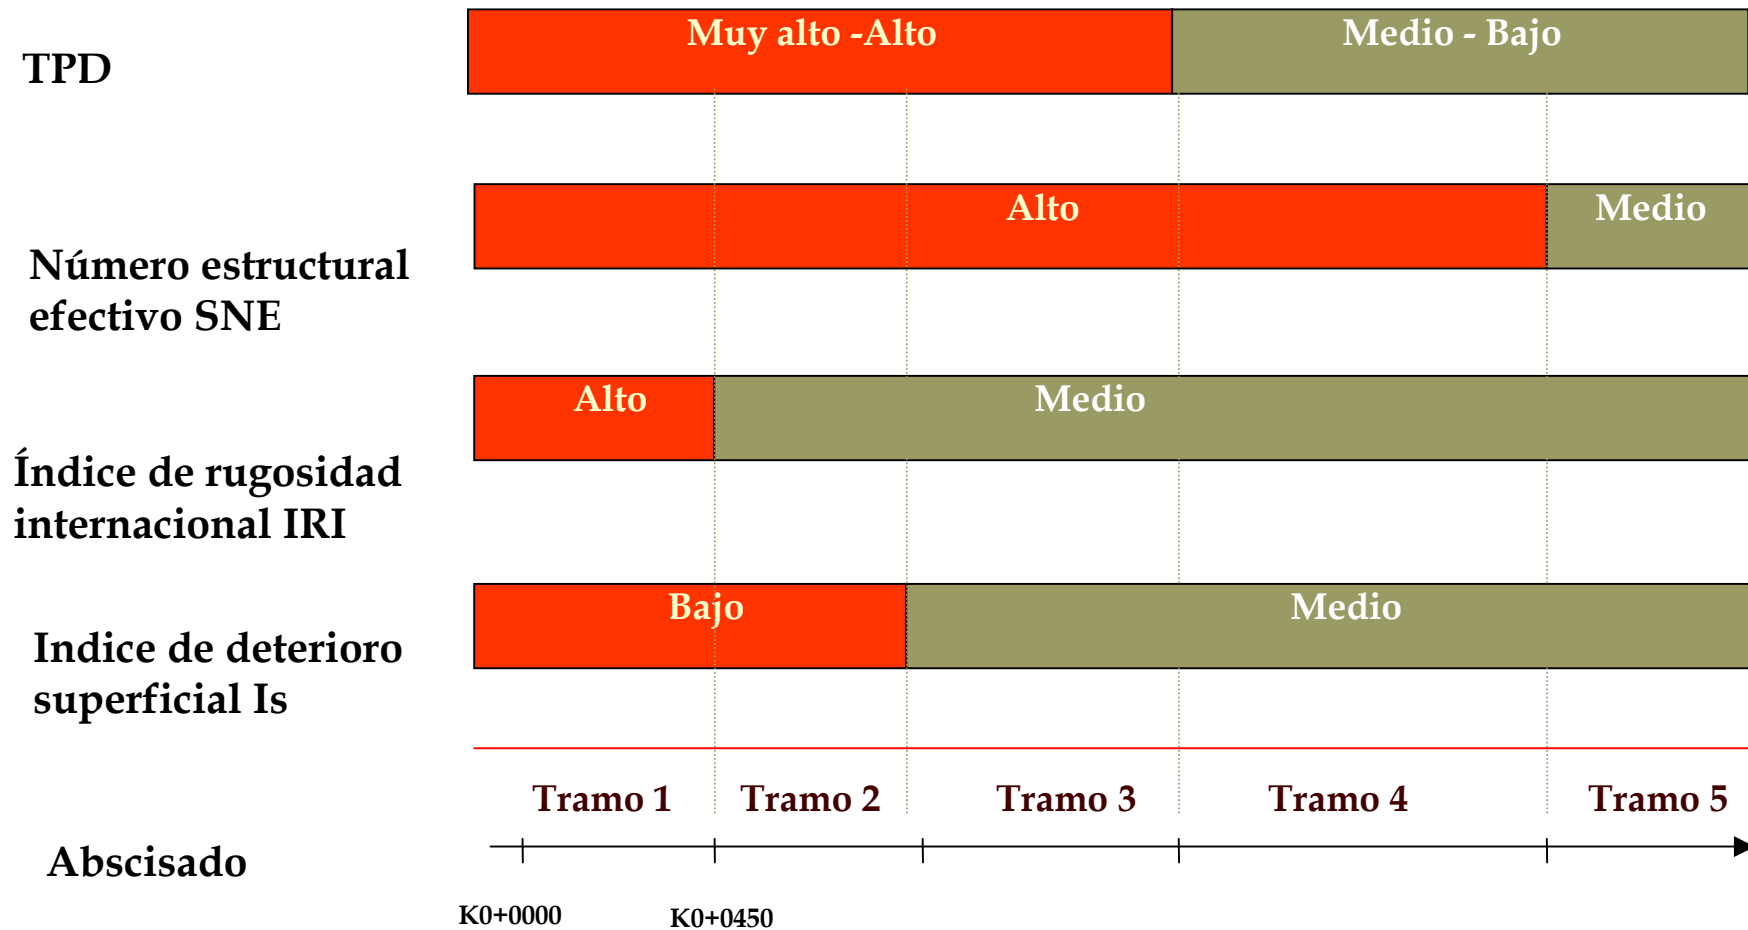 TPD
Muy alto -Alto
Medio - Bajo
Número estructural
efectivo SNE
Alto
Medio
Índice de rugosidad
internacional IRI
Alto
Medio
Indice de deterioro
superficial Is
Bajo
Medio
Tramo 1
Tramo 2
Tramo 3
Tramo 4
Tramo 5
Abscisado
K0+0000
K0+0450